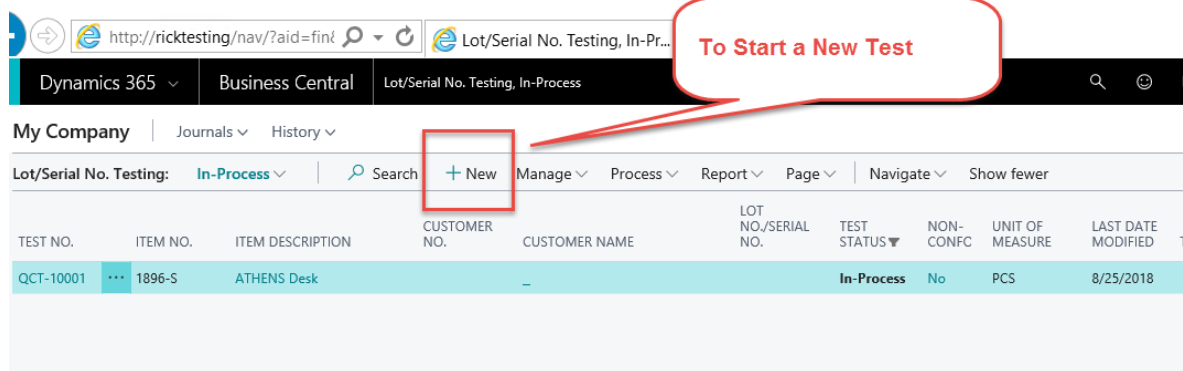 http://ricktesting/nav/?aid=fin
Lot/Serial No. Testing, In-Pr...
To Start a New Test
Dynamics 365
Business Central
Lot/Serial No. Testing, In-Process
My Company
Journals
History
Lot/Serial No. Testing:
In-Process
Search
+ New
Manage
Process
Report
Page
Navigate
Show fewer
TEST NO.
ITEM NO.
ITEM DESCRIPTION
CUSTOMER
NO.
CUSTOMER NAME
LOT
NO./SERIAL
NO.
TEST
STATUS
NON-
CONFC
UNIT OF
MEASURE
LAST DATE
MODIFIED
QCT-10001
...
1896-S
ATHENS Desk
_
In-Process
No
PCS
8/25/2018